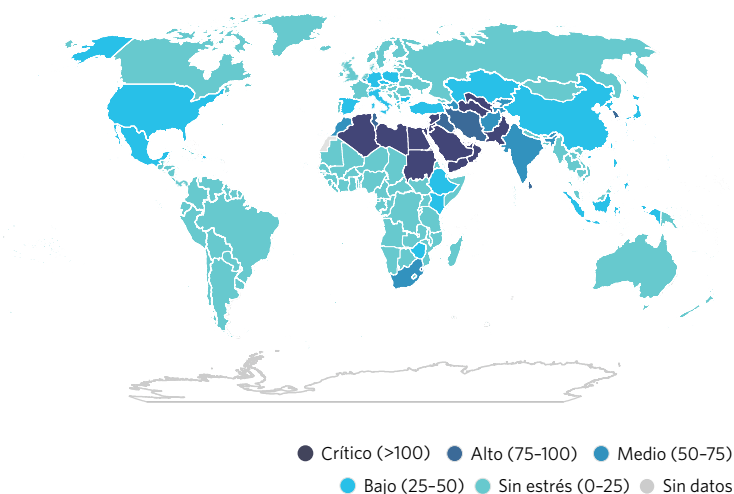 Crítico (>100) Alto (75–100) Medio (50–75)
Bajo (25–50) Sin estrés (0–25) Sin datos